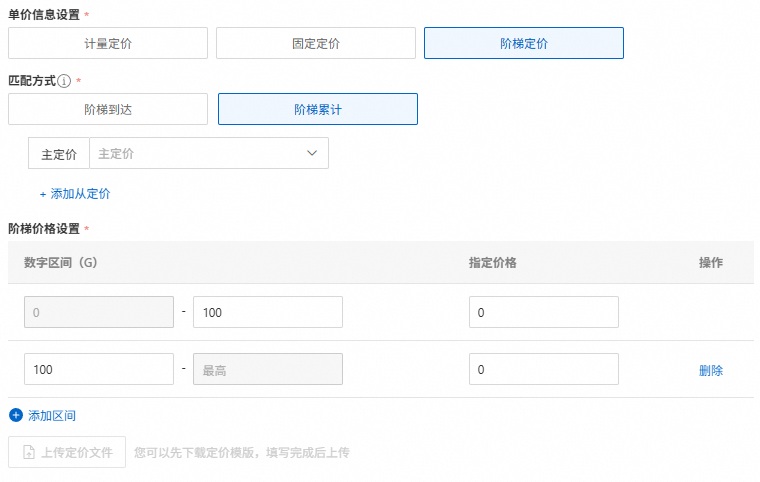 单价信息设置 *
计量定价 固定定价 阶梯定价
匹配方式 *
阶梯到达 阶梯累计
主定价 主定价
+ 添加从定价
阶梯价格设置 *
数字区间（G） 指定价格 操作
0 - 100 0
100 - 最高 0 删除
添加区间
上传定价文件 您可以先下载定价模版，填写完成后上传